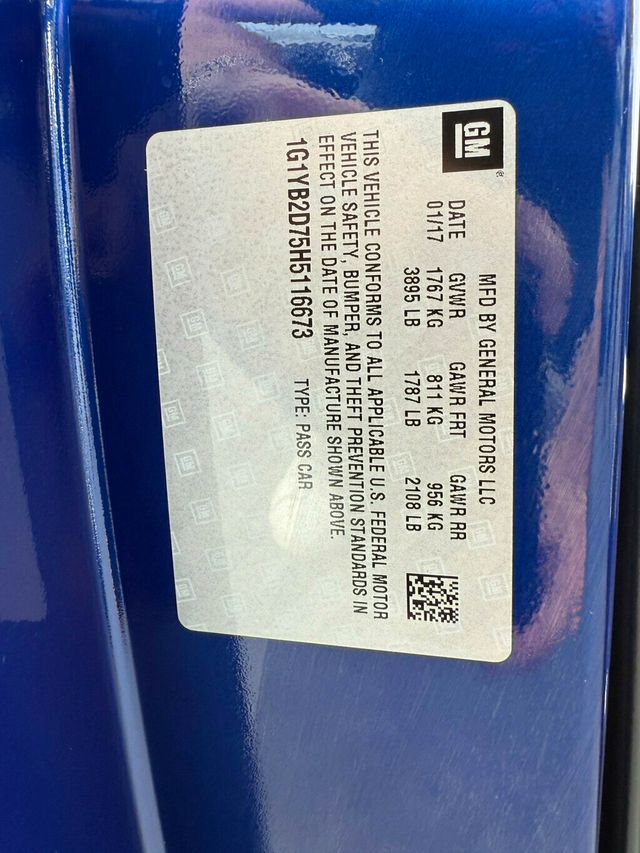 GM
®
MFD BY GENERAL MOTORS LLC
DATE GVWR GAWR FRT GAWR RR
01/17 1767 KG 811 KG 956 KG
3895 LB 1787 LB 2108 LB
THIS VEHICLE CONFORMS TO ALL APPLICABLE U.S. FEDERAL MOTOR
VEHICLE SAFETY, BUMPER, AND THEFT PREVENTION STANDARDS IN
EFFECT ON THE DATE OF MANUFACTURE SHOWN ABOVE.
1G1YB2D75H5116673 TYPE: PASS CAR